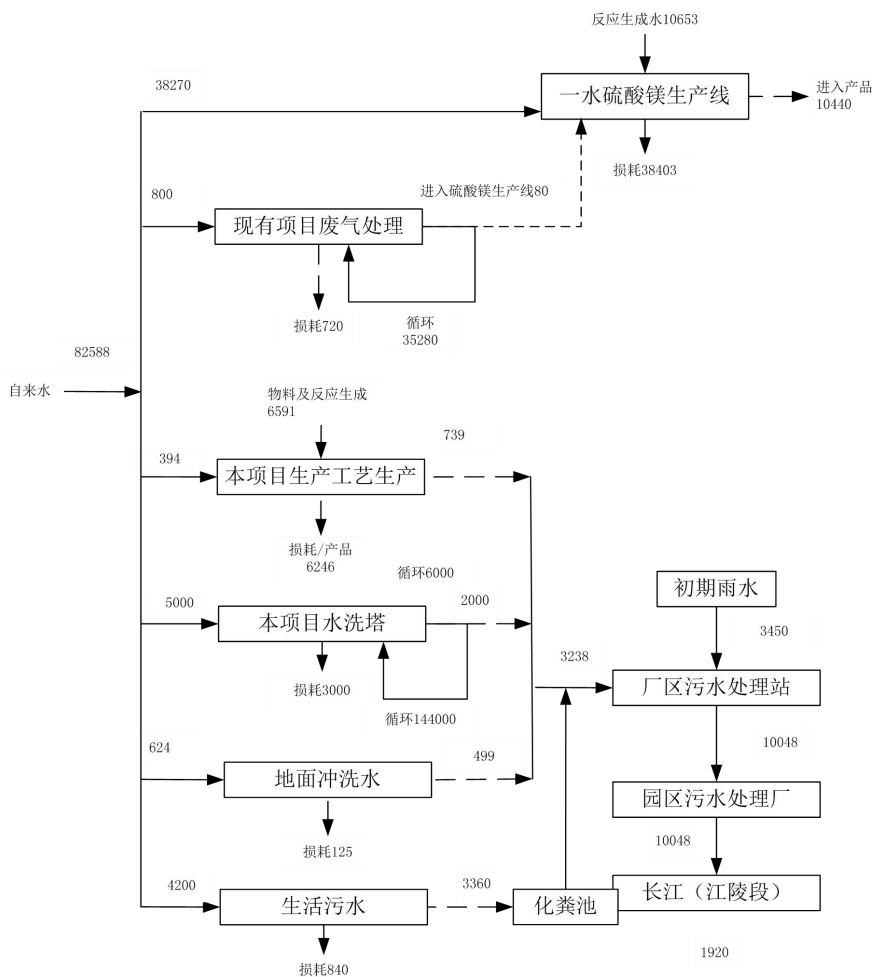 反应生成水10653
38270
一水硫酸镁生产线
进入产品
10440
损耗38403
800
进入硫酸镁生产线80
现有项目废气处理
损耗720
循环
35280
82588
自来水
物料及反应生成
6591
739
394
本项目生产工艺生产
损耗/产品
6246
循环6000
初期雨水
5000
2000
本项目水洗塔
3450
3238
损耗3000
厂区污水处理站
循环144000
624
499
10048
地面冲洗水
园区污水处理厂
10048
损耗125
4200
3360
生活污水
化粪池
长江（江陵段）
1920
损耗840